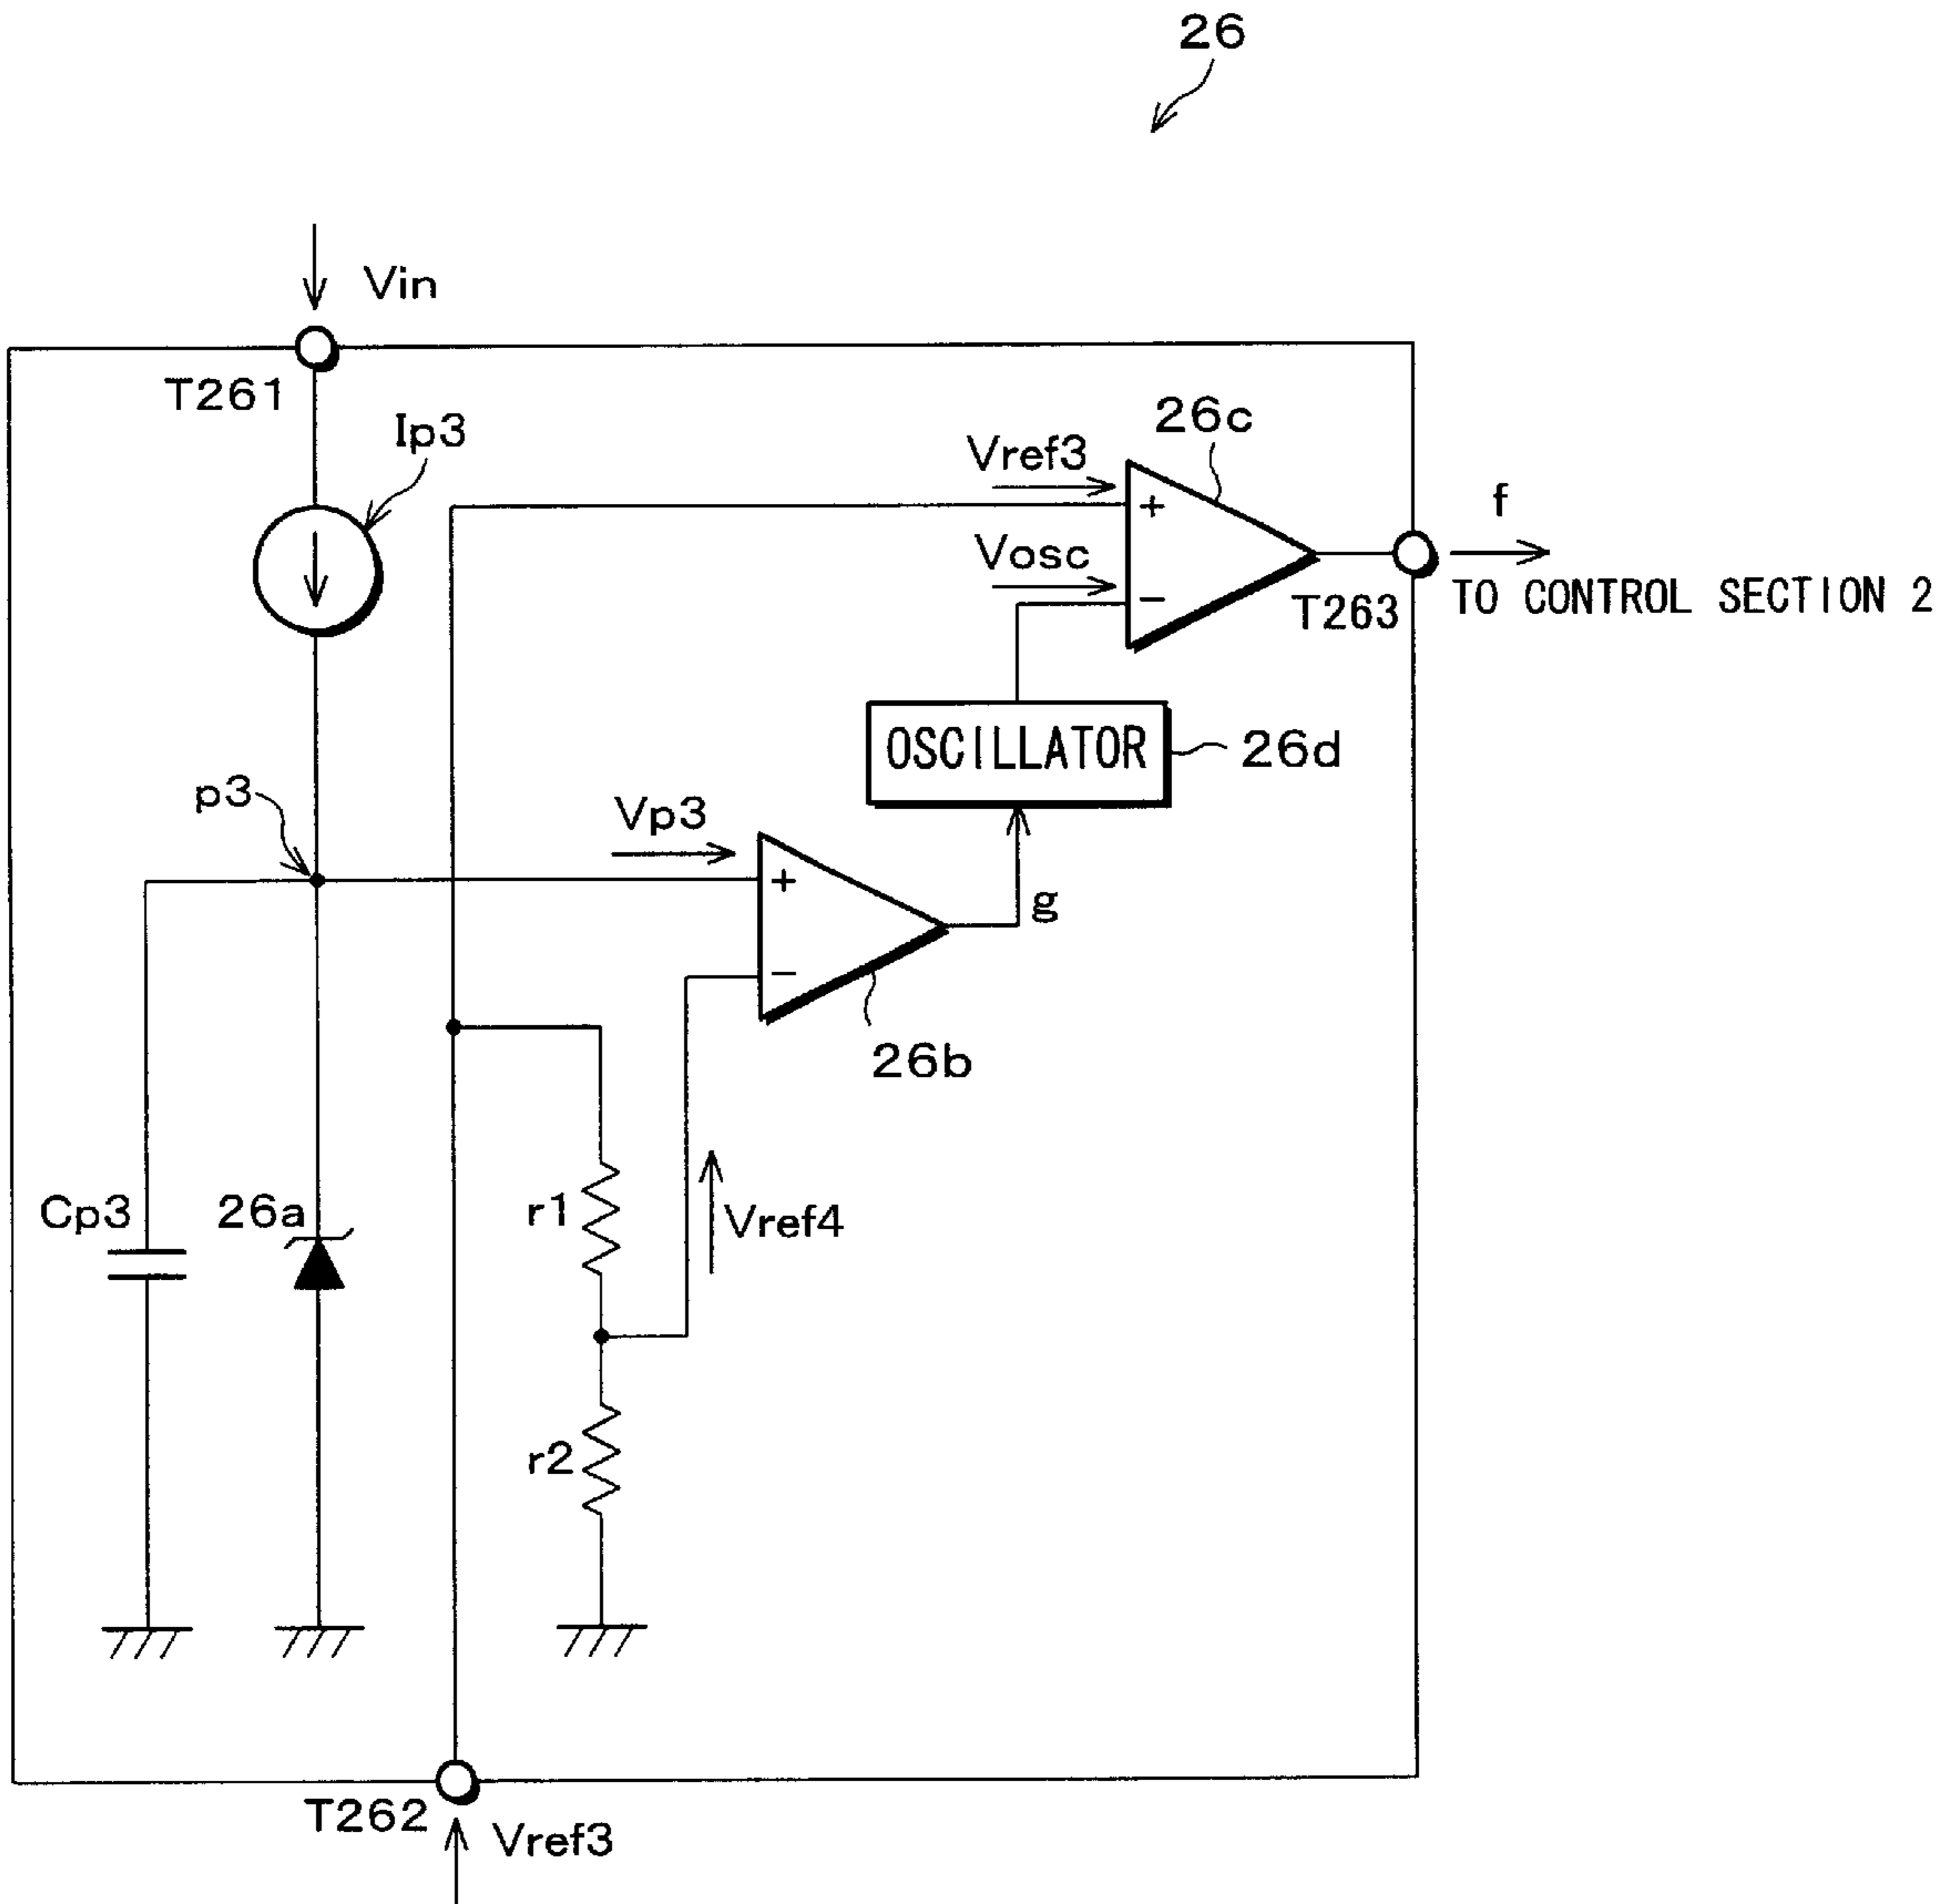 26
Vin
T261
Ip3
26c
Vref3
+
f
Vosc
−
T263
TO CONTROL SECTION 2
OSCILLATOR
26d
p3
Vp3
+
g
−
26b
Cp3
26a
r1
Vref4
r2
T262
Vref3